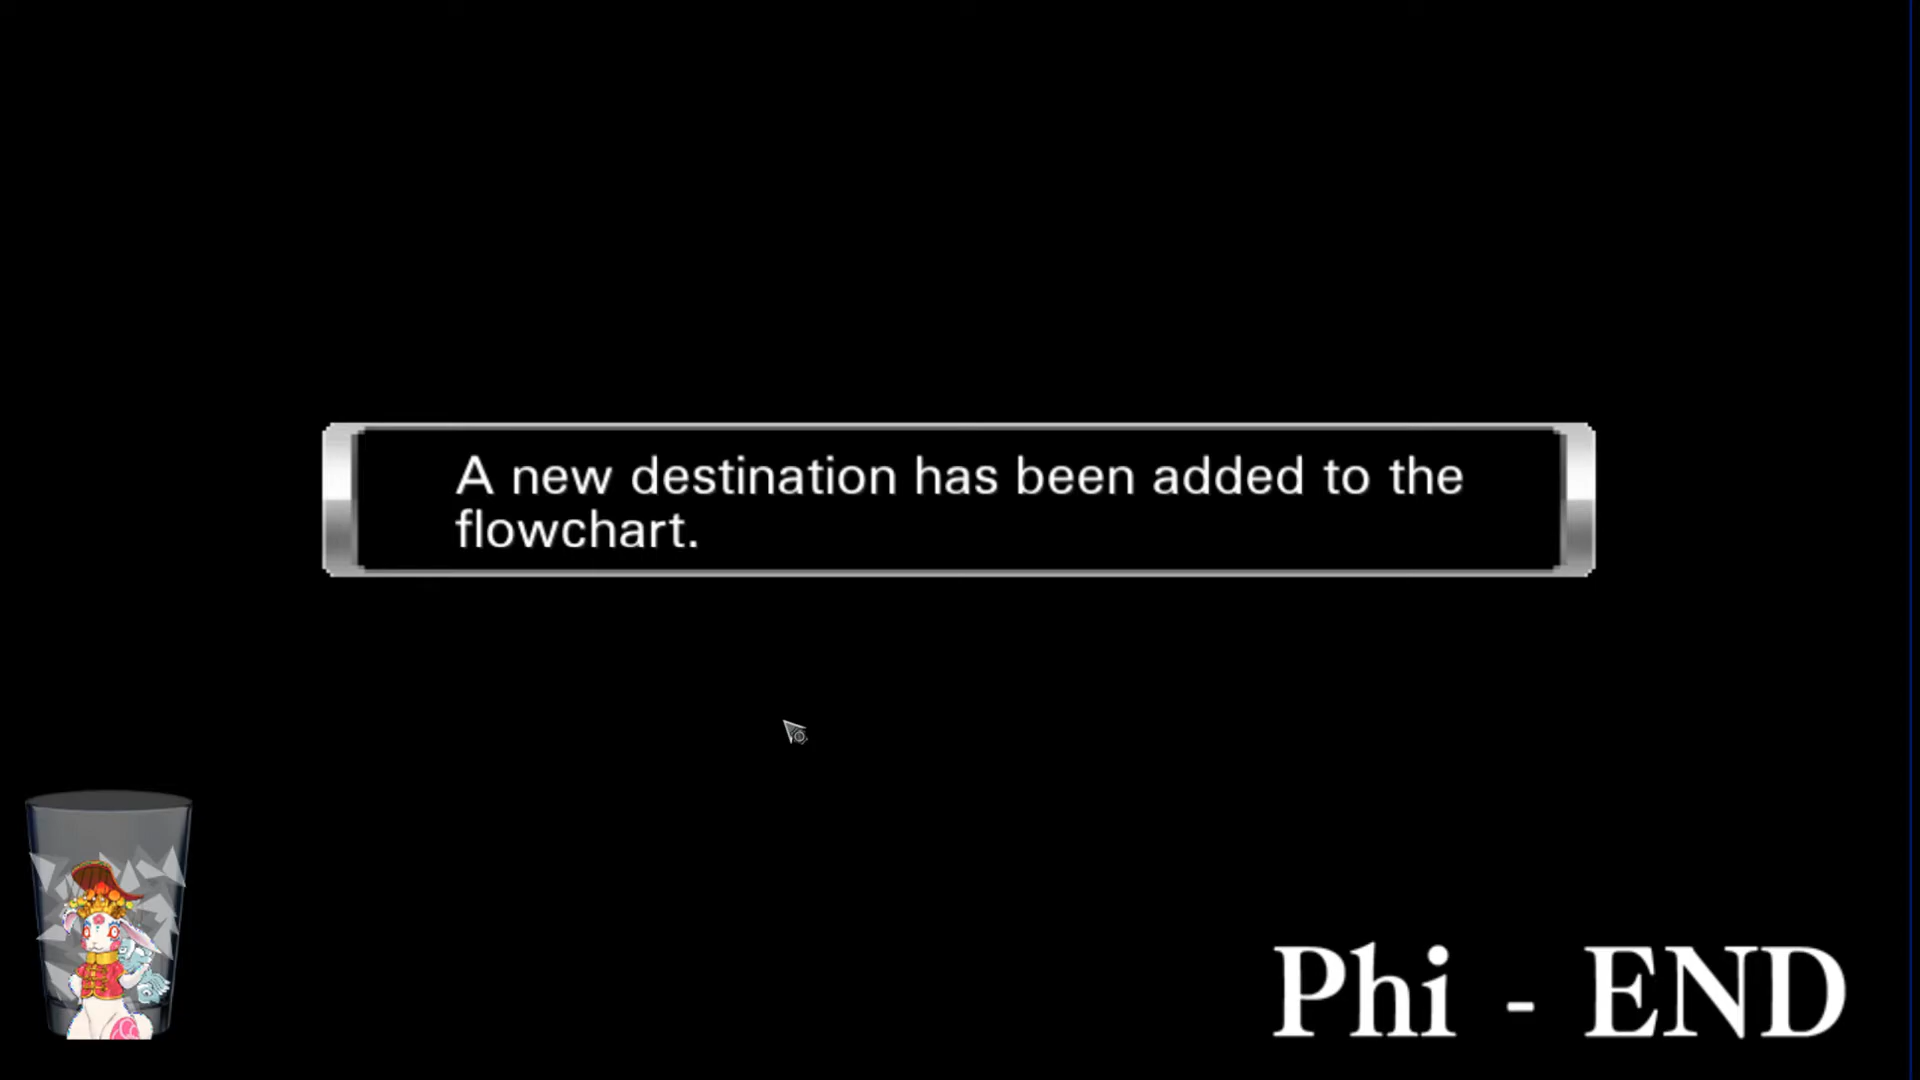 A new destination has been added to the
flowchart.
Phi - END